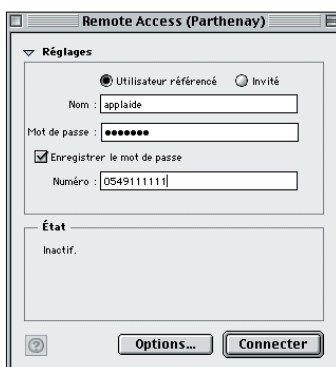 Remote Access (Parthenay)
Réglages
Utilisateur référencé Invité
Nom : applaide
Mot de passe : •••••••
Enregistrer le mot de passe
Numéro : 0549111111
État
Inactif.
? Options... Connecter